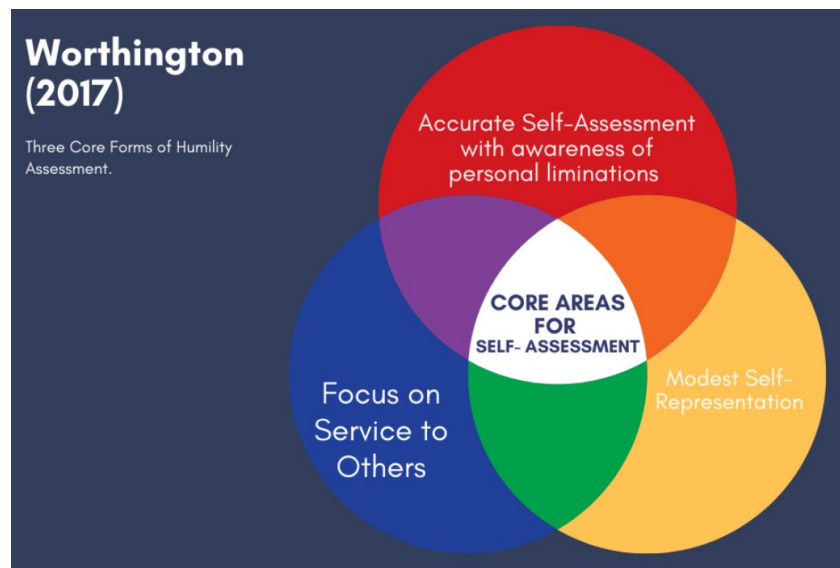 Worthington
(2017)
Three Core Forms of Humility
Assessment.
Accurate Self-Assessment
with awareness of
personal liminations
CORE AREAS
FOR
SELF- ASSESSMENT
Focus on
Service to
Others
Modest Self-
Representation